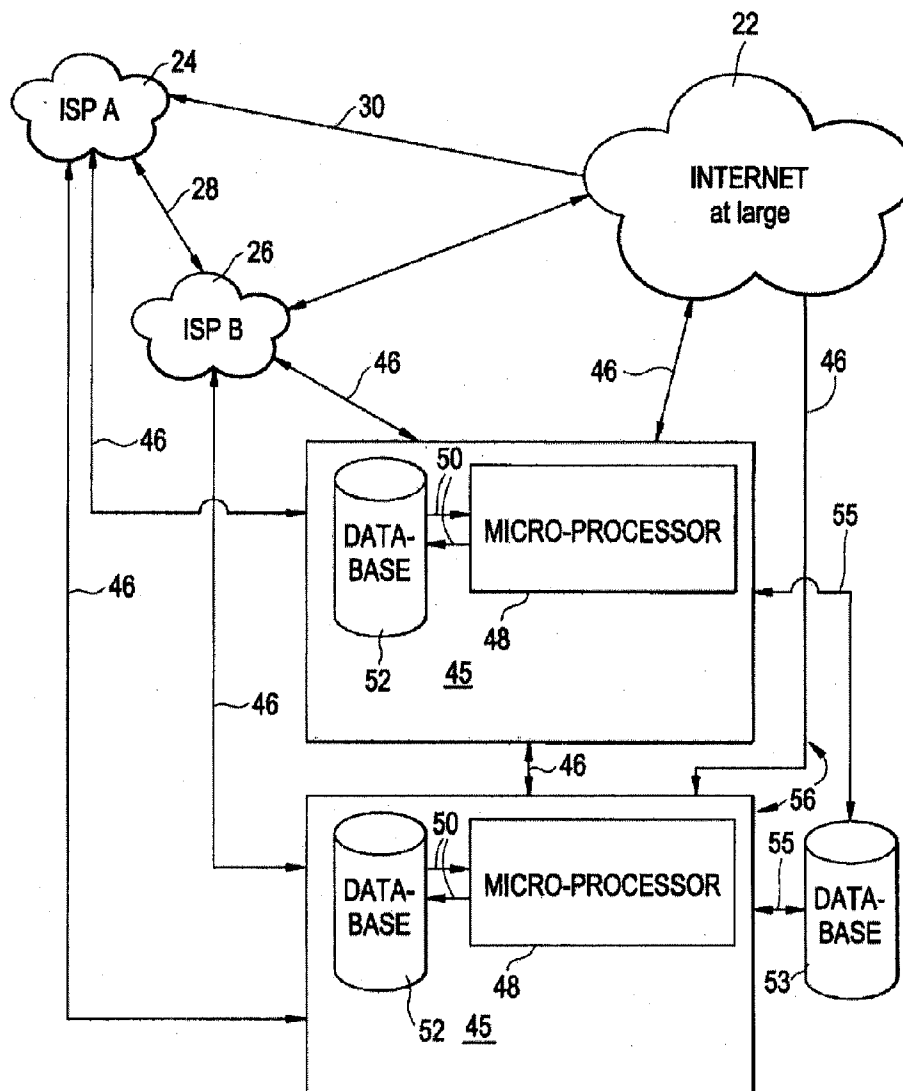 22
24
ISP A
30
INTERNET
at large
28
26
ISP B
46
46
46
46
50
DATA-
BASE
MICRO-PROCESSOR
55
46
48
52
45
46
46
56
50
DATA-
BASE
MICRO-PROCESSOR
55
DATA-
BASE
48
53
52
45